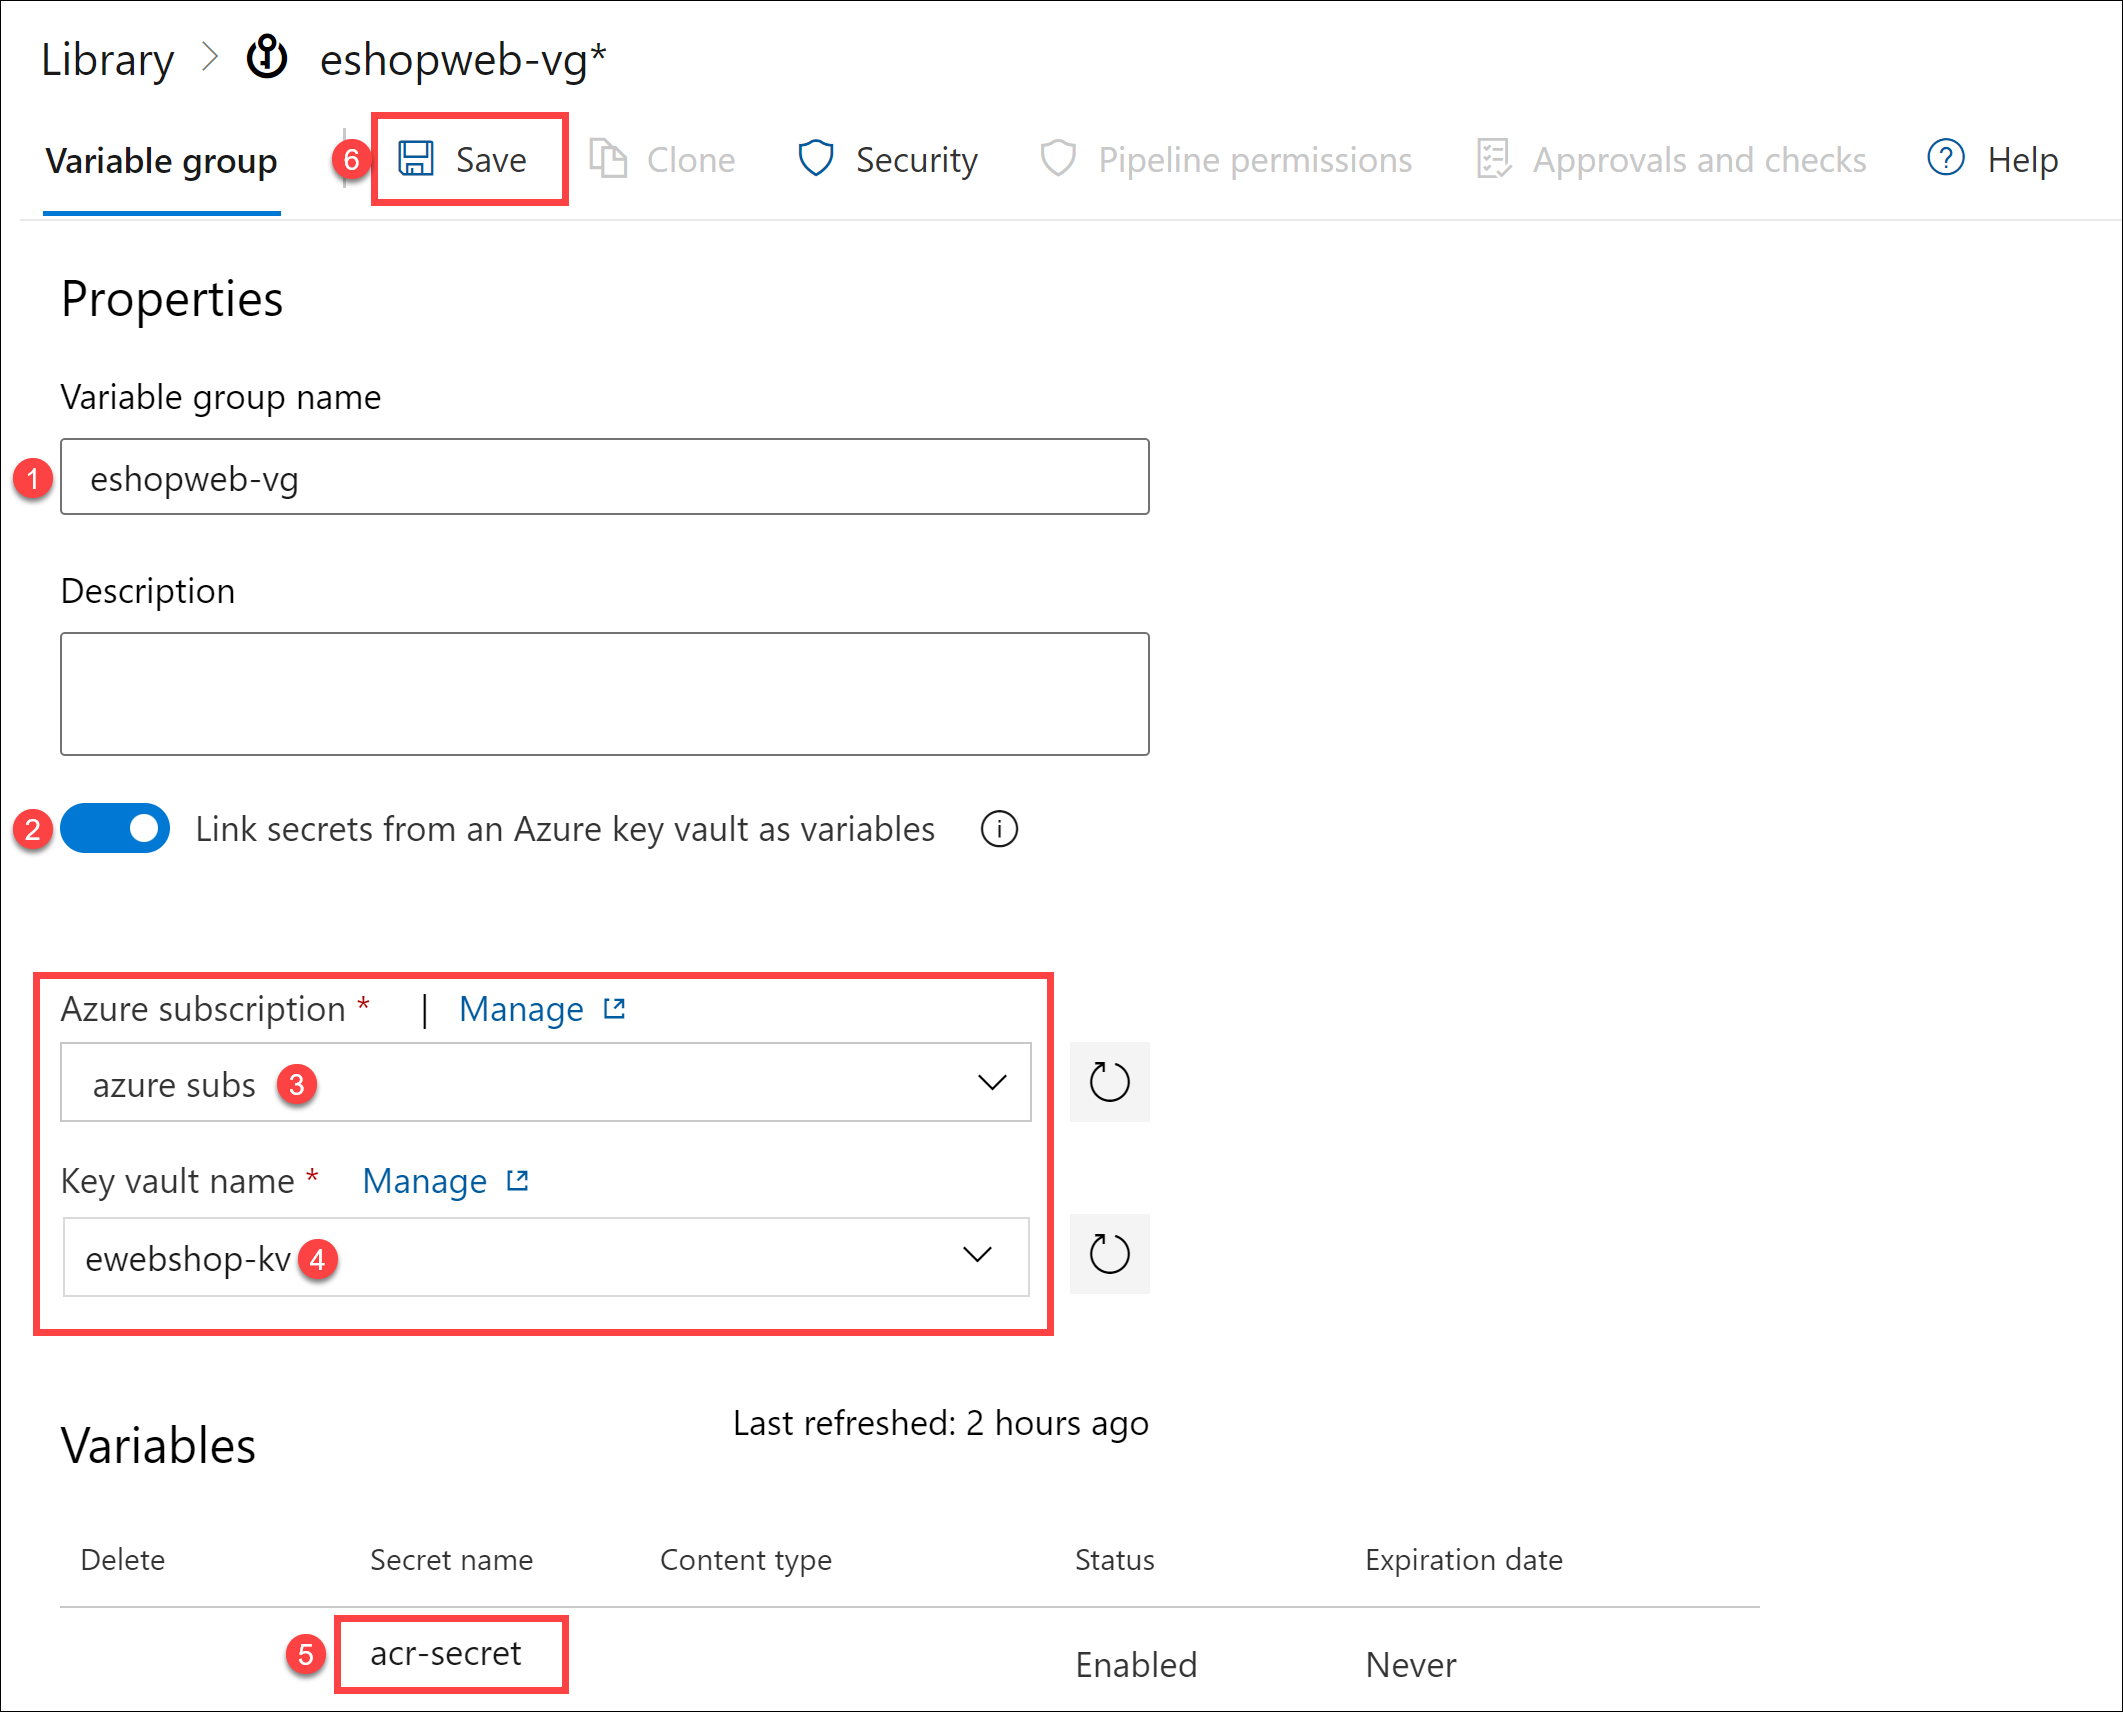 Library > eshopweb-vg*
Variable group 6 Save Clone Security Pipeline permissions Approvals and checks ? Help
Properties
Variable group name
1 eshopweb-vg
Description
2 Link secrets from an Azure key vault as variables i
Azure subscription * | Manage
azure subs 3
Key vault name * Manage
ewebshop-kv 4
Last refreshed: 2 hours ago
Variables
Delete Secret name Content type Status Expiration date
5 acr-secret Enabled Never